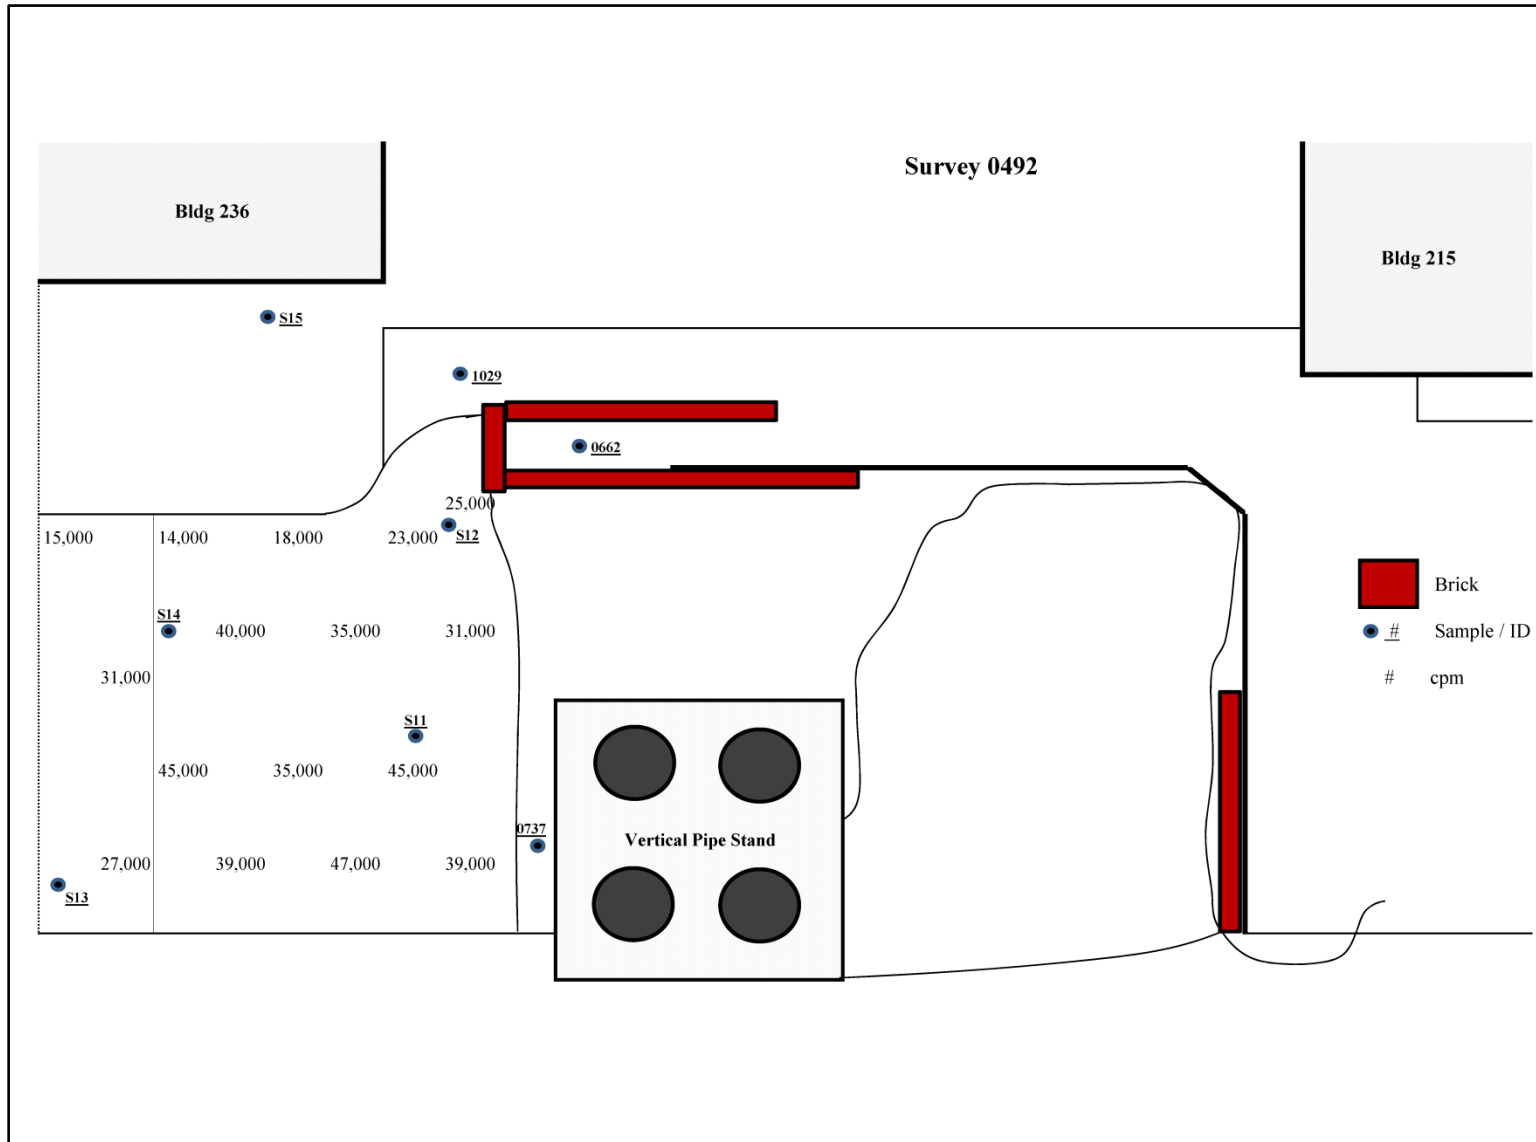 Survey 0492
Bldg 236
Bldg 215
S15
1029
0662
25,000
S12
15,000 14,000 18,000 23,000
S14
40,000 35,000 31,000
31,000
S11
45,000 35,000 45,000
0737
27,000 39,000 47,000 39,000
S13
Vertical Pipe Stand
Brick
# Sample / ID
# cpm